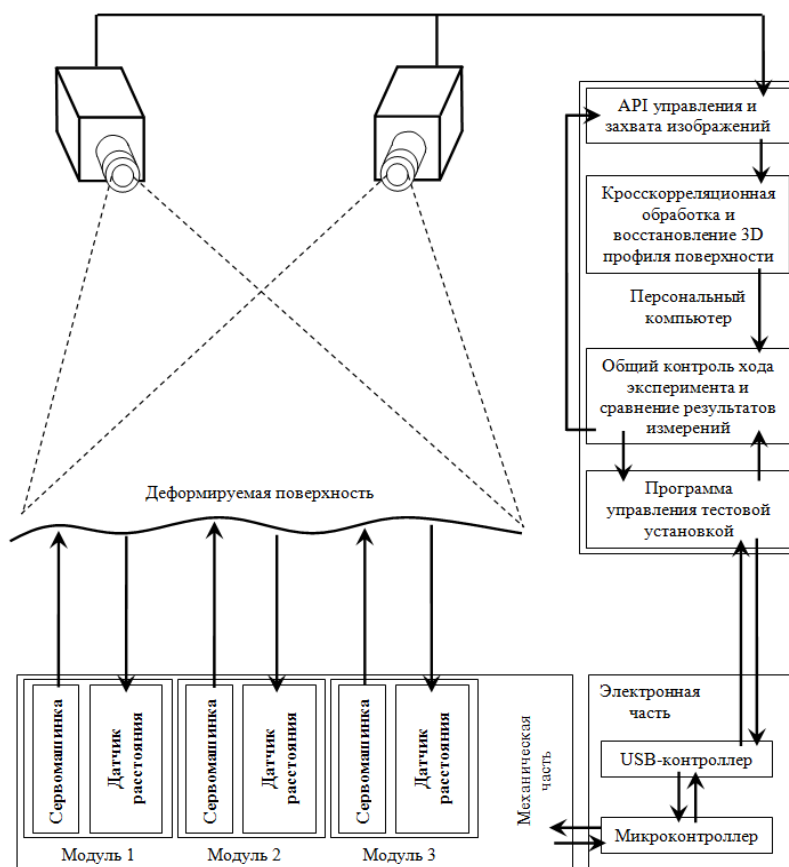 API управления и
захвата изображений
Кросскорреляционная
обработка и
восстановление 3D
профиля поверхности
Персональный
компьютер
Общий контроль хода
эксперимента и
сравнение результатов
измерений
Программа
управления тестовой
установкой
Деформируемая поверхность
Сервомашинка
Датчик
расстояния
Модуль 1
Сервомашинка
Датчик
расстояния
Модуль 2
Сервомашинка
Датчик
расстояния
Модуль 3
Механическая
часть
Электронная
часть
USB-контроллер
Микроконтроллер